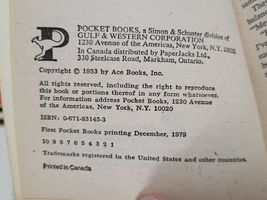 POCKET BOOKS, a Simon & Schuster division of
GULF & WESTERN CORPORATION
1230 Avenue of the Americas, New York, N.Y. 10020
In Canada distributed by PaperJacks Ltd.,
330 Steelcase Road, Markham, Ontario.
Copyright © 1953 by Ace Books, Inc.
All rights reserved, including the right to reproduce
this book or portions thereof in any form whatsoever.
For information address Pocket Books, 1230 Avenue
of the Americas, New York, N.Y. 10020
ISBN: 0-671-83145-3
First Pocket Books printing December, 1979
10 9 8 7 6 5 4 3 2 1
Trademarks registered in the United States and other countries.
Printed in Canada